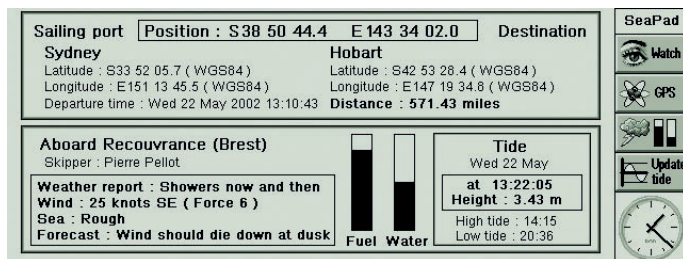 Sailing port Position : S38 50 44.4 E143 34 02.0 Destination
Sydney
Hobart
Latitude : S33 52 05.7 ( WGS84 )
Latitude : S42 53 28.4 ( WGS84 )
Longitude : E151 13 45.5 ( WGS84 )
Longitude : E147 19 34.8 ( WGS84 )
Departure time : Wed 22 May 2002 13:10:43
Distance : 571.43 miles
Aboard Recouvrance (Brest)
Skipper : Pierre Pellot
Weather report : Showers now and then
Wind : 25 knots SE ( Force 6 )
Sea : Rough
Forecast : Wind should die down at dusk
Fuel Water
Tide
Wed 22 May
at 13:22:05
Height : 3.43 m
High tide : 14:15
Low tide : 20:36
SeaPad
Watch
GPS
Update
tide